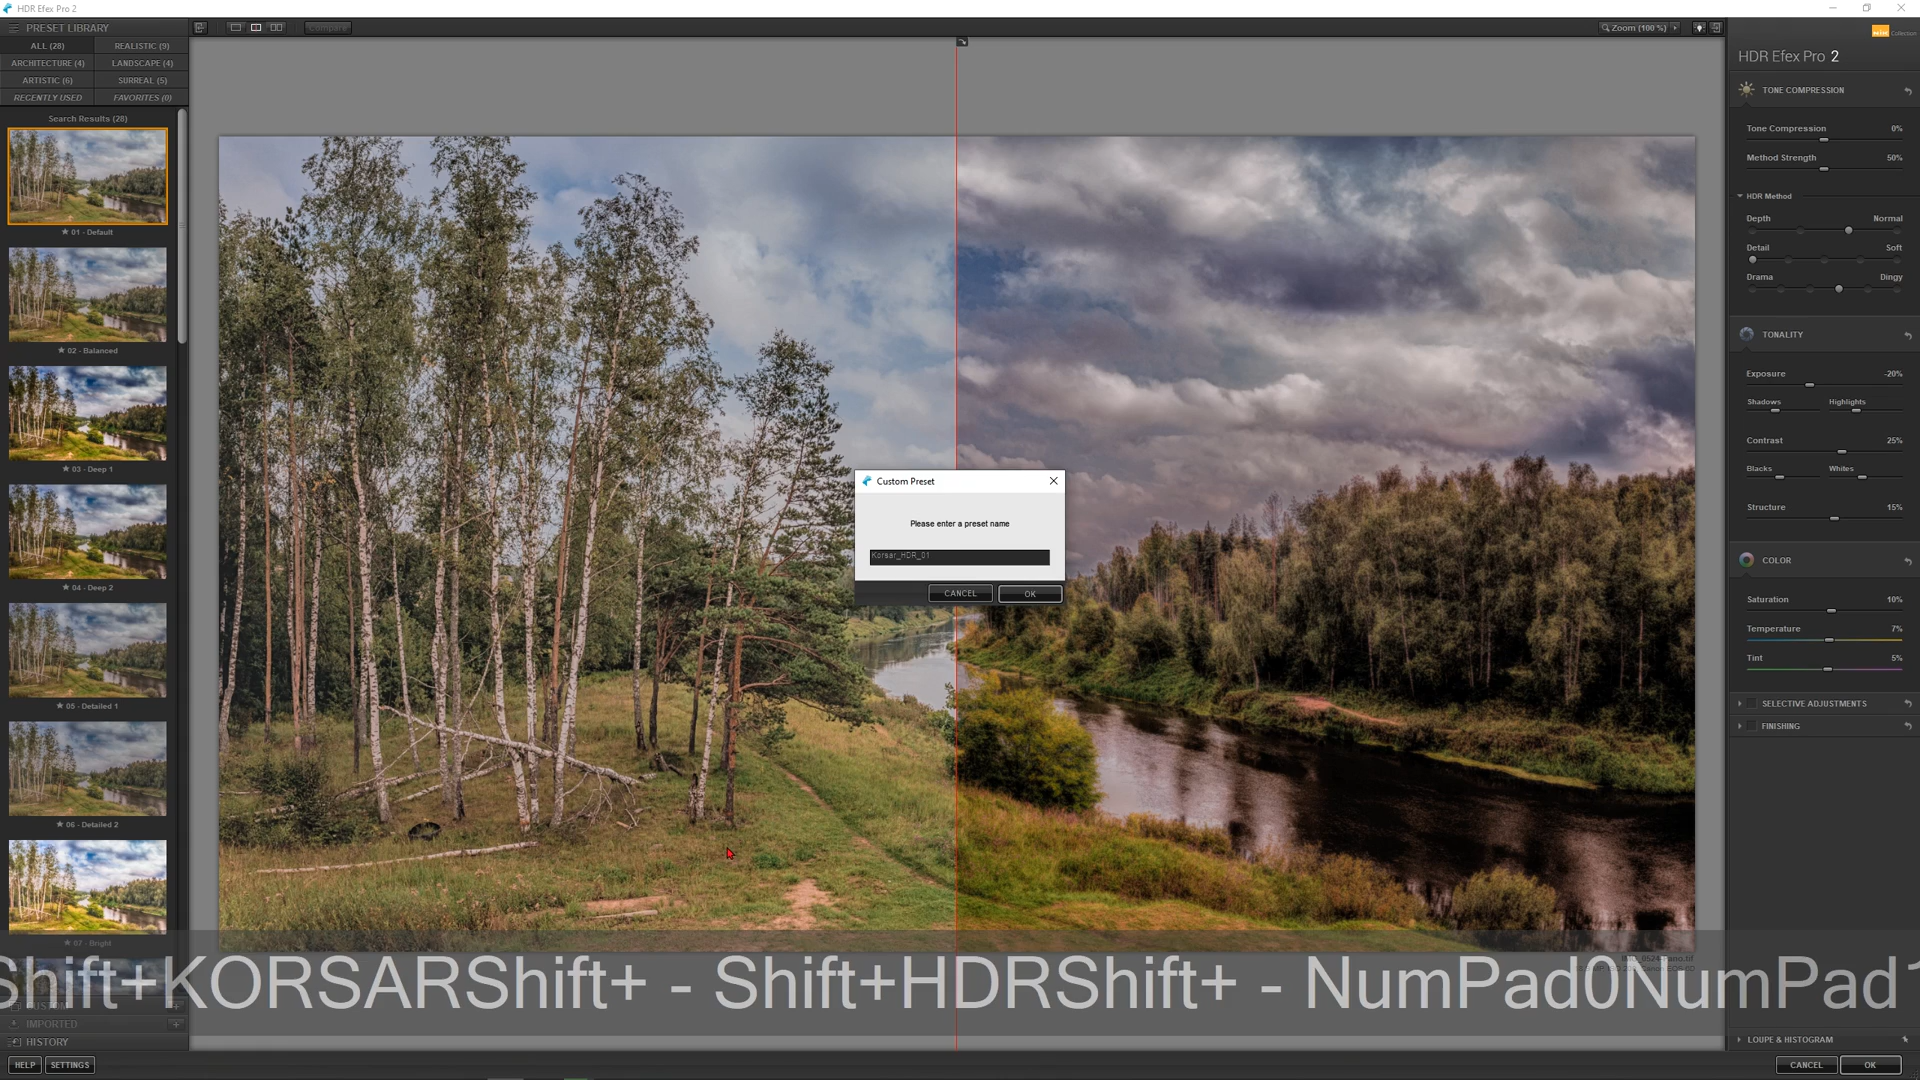 HDR Efex Pro 2
PRESET LIBRARY
ALL (28)
REALISTIC (9)
ARCHITECTURE (4)
LANDSCAPE (4)
ARTISTIC (6)
SURREAL (5)
RECENTLY USED
FAVORITES (0)
Search Results (28)
01 - Default
02 - Balanced
03 - Deep 1
04 - Deep 2
05 - Detailed 1
06 - Detailed 2
07 - Bright
IMPORTED
HISTORY
HELP
SETTINGS
Compare
Zoom (100 %)
Custom Preset
Please enter a preset name
Korsar_HDR_01
CANCEL
OK
Shift+KORSARShift+ - Shift+HDRShift+ - NumPad0NumPad1
Collection
HDR Efex Pro 2
TONE COMPRESSION
Tone Compression 0%
Method Strength 50%
HDR Method
Depth Normal
Detail Soft
Drama Dingy
TONALITY
Exposure -20%
Shadows Highlights
Contrast 25%
Blacks Whites
Structure 15%
COLOR
Saturation 10%
Temperature 7%
Tint 5%
SELECTIVE ADJUSTMENTS
FINISHING
LOUPE & HISTOGRAM
CANCEL
OK